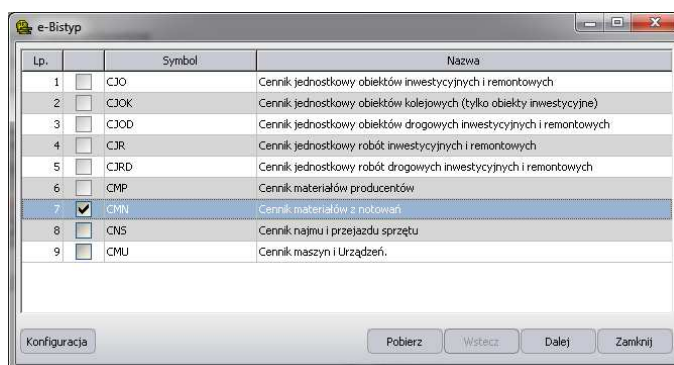 e-Bistyp
Lp. Symbol Nazwa
1 CJO Cennik jednostkowy obiektów inwestycyjnych i remontowych
2 CJOK Cennik jednostkowy obiektów kolejowych (tylko obiekty inwestycyjne)
3 CJOD Cennik jednostkowy obiektów drogowych inwestycyjnych i remontowych
4 CJR Cennik jednostkowy robót inwestycyjnych i remontowych
5 CJRD Cennik jednostkowy robót drogowych inwestycyjnych i remontowych
6 CMP Cennik materiałów producentów
7 CMN Cennik materiałów z notowań
8 CNS Cennik najmu i przejazdu sprzętu
9 CMU Cennik maszyn i Urządzeń.
Konfiguracja Pobierz Wstecz Dalej Zamknij